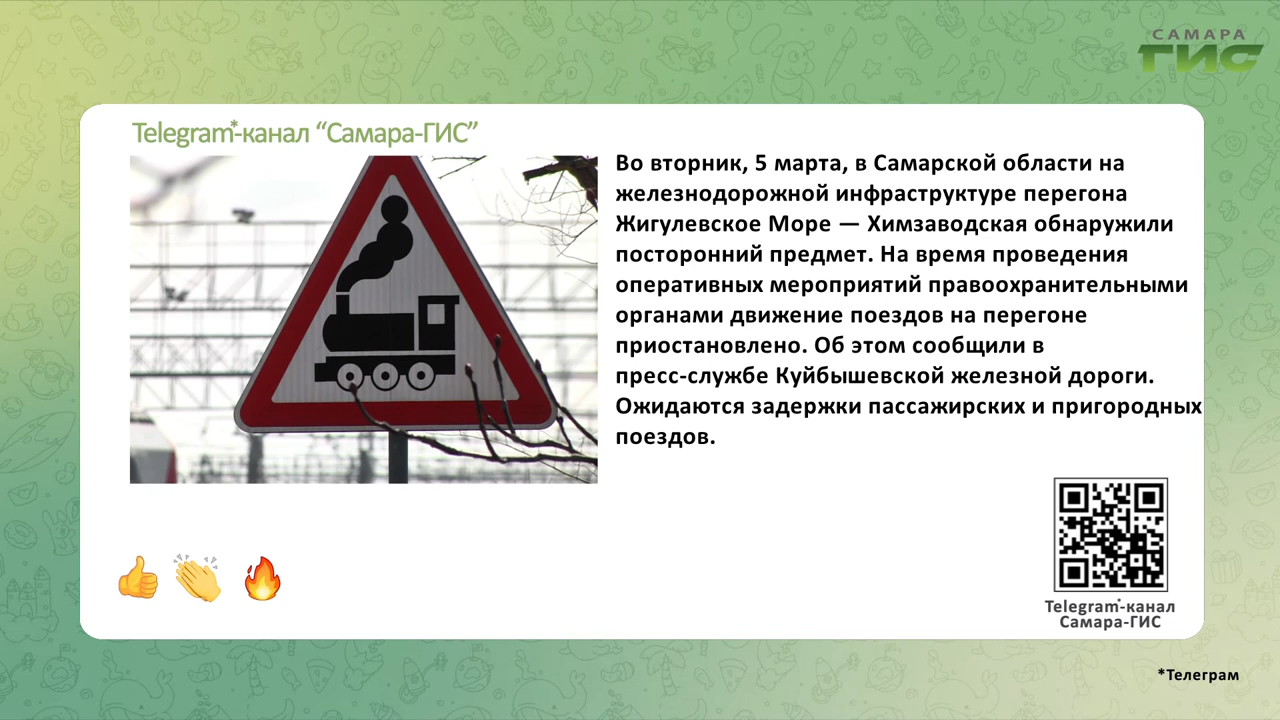 САМАРА
ГИС
Telegram*-канал “Самара-ГИС”
Во вторник, 5 марта, в Самарской области на
железнодорожной инфраструктуре перегона
Жигулевское Море — Химзаводская обнаружили
посторонний предмет. На время проведения
оперативных мероприятий правоохранительными
органами движение поездов на перегоне
приостановлено. Об этом сообщили в
пресс-службе Куйбышевской железной дороги.
Ожидаются задержки пассажирских и пригородных
поездов.
Telegram*-канал
Самара-ГИС
*Телеграм